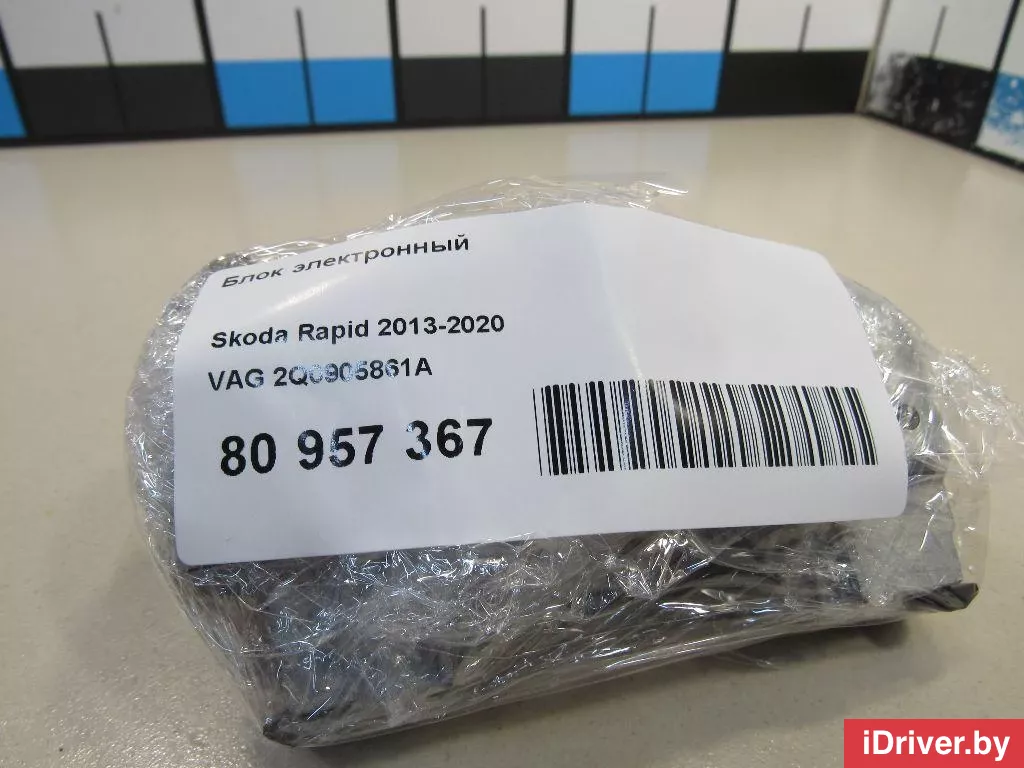 Блок электронный
Skoda Rapid 2013-2020
VAG 2Q0905861A
80 957 367
iDriver.by